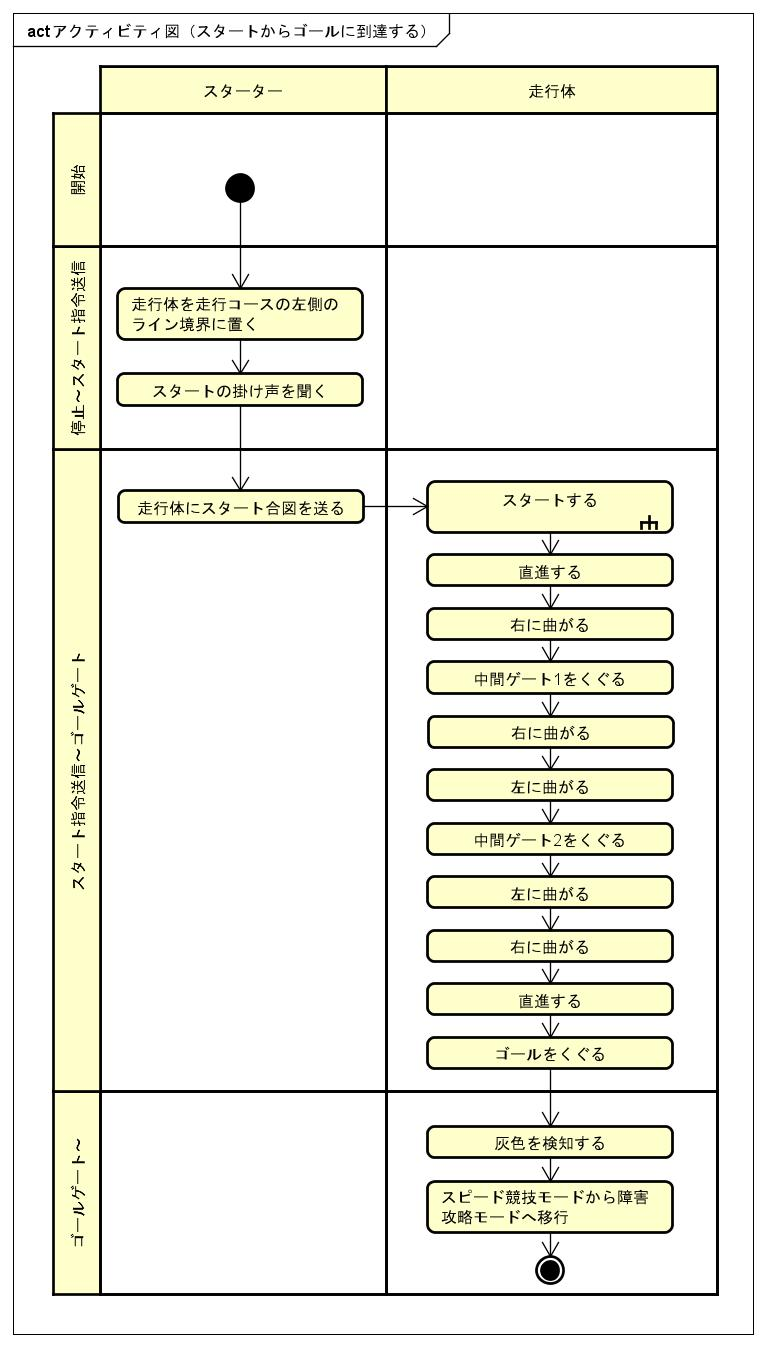 act アクティビティ図（スタートからゴールに到達する）
スターター
走行体
開始
停止～スタート指令送信
走行体を走行コースの左側の
ライン境界に置く
スタートの掛け声を聞く
スタート指令送信～ゴールゲート
走行体にスタート合図を送る
スタートする
直進する
右に曲がる
中間ゲート1をくぐる
右に曲がる
左に曲がる
中間ゲート2をくぐる
左に曲がる
右に曲がる
直進する
ゴールをくぐる
ゴールゲート～
灰色を検知する
スピード競技モードから障害
攻略モードへ移行